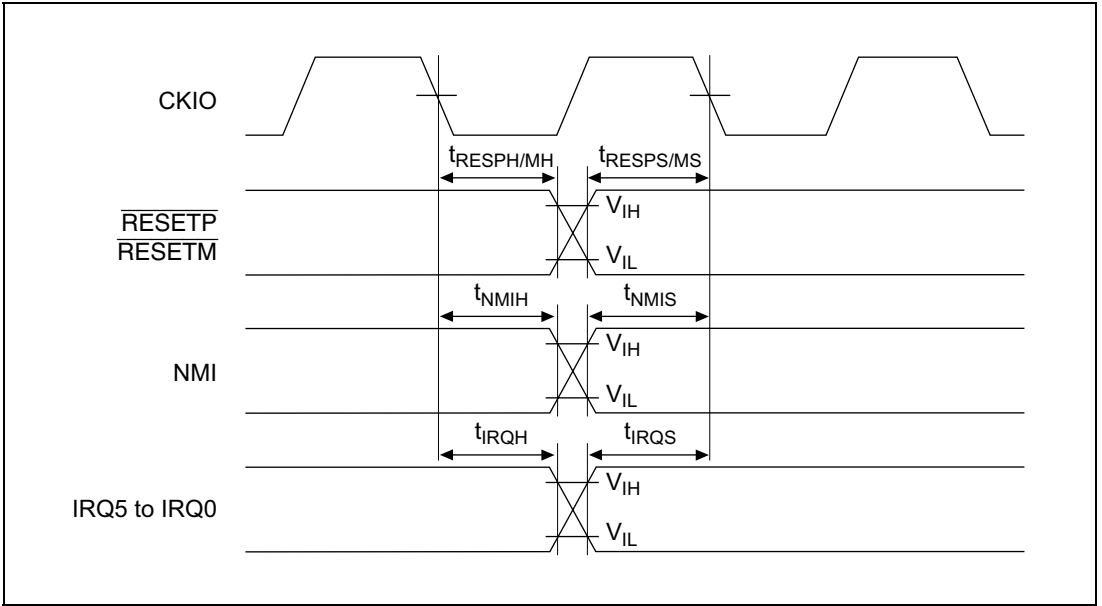 CKIO
tRESPH/MH tRESPS/MS
VIH
RESETP
RESETM
VIL
tNMIH tNMIS
VIH
NMI
VIL
tIRQH tIRQS
VIH
IRQ5 to IRQ0
VIL